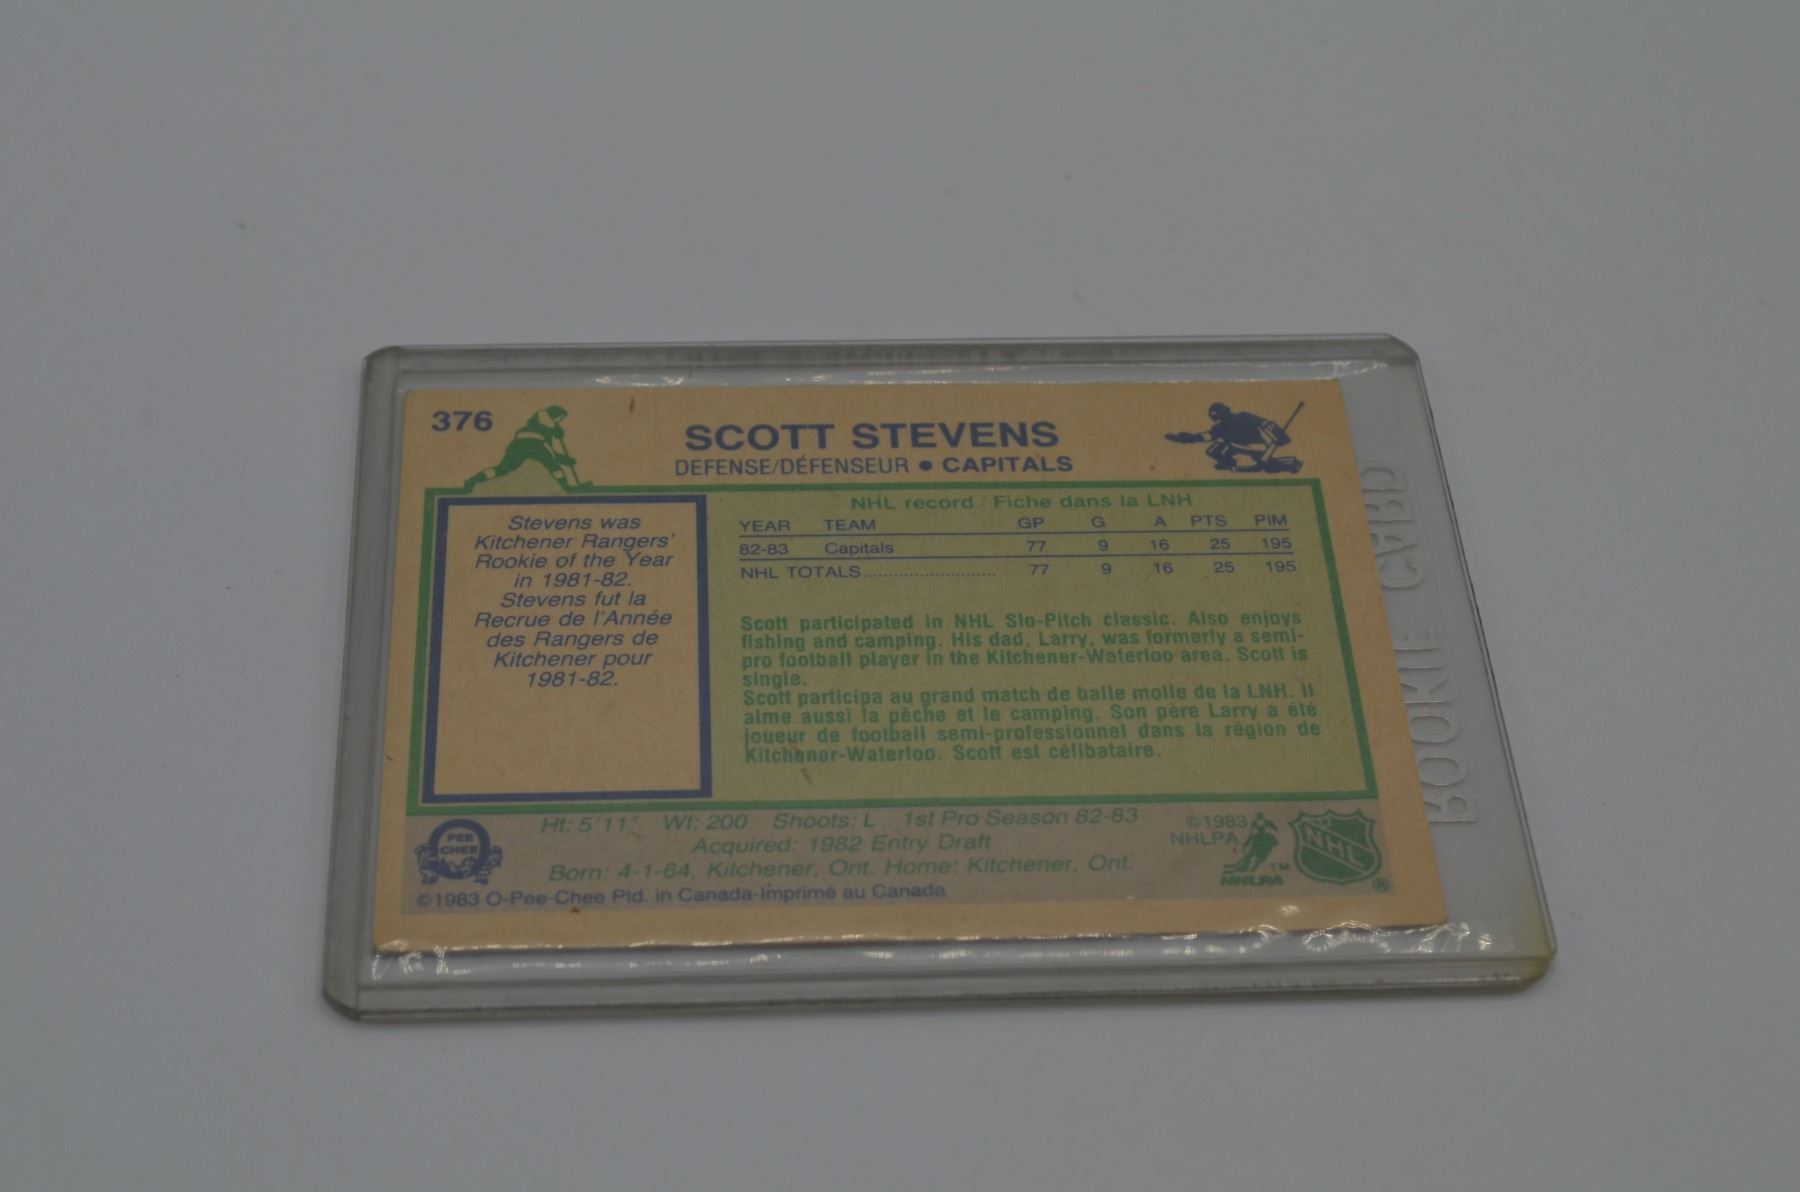 376
SCOTT STEVENS
DEFENSE/DÉFENSEUR • CAPITALS
Stevens was
Kitchener Rangers'
Rookie of the Year
in 1981-82.
Stevens fut la
Recrue de l'Année
des Rangers de
Kitchener pour
1981-82.
NHL record / Fiche dans la LNH
YEAR TEAM GP G A PTS PIM
82-83 Capitals 77 9 16 25 195
NHL TOTALS.......................... 77 9 16 25 195
Scott participated in NHL Slo-Pitch classic. Also enjoys
fishing and camping. His dad, Larry, was formerly a semi-
pro football player in the Kitchener-Waterloo area. Scott is
single.
Scott participa au grand match de balle molle de la LNH. Il
aime aussi la pêche et le camping. Son père Larry a été
joueur de football semi-professionnel dans la région de
Kitchener-Waterloo. Scott est célibataire.
PEE
CHEE
Ht: 5'11" Wt: 200 Shoots: L 1st Pro Season 82-83
Acquired: 1982 Entry Draft
Born: 4-1-64, Kitchener, Ont. Home: Kitchener, Ont.
©1983 O-Pee-Chee Ptd. in Canada-Imprimé au Canada
©1983
NHLPA
TM
NHLPA
NHL
®
ROOKIE CARD